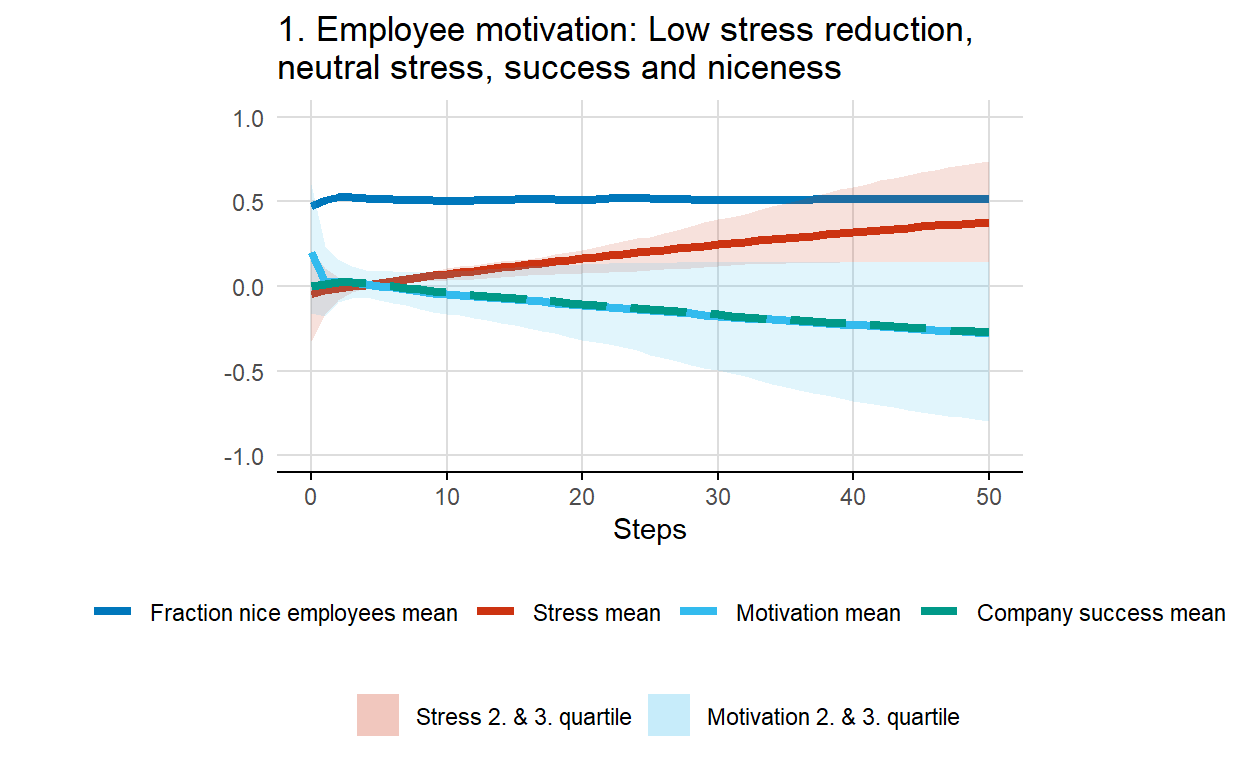 1. Employee motivation: Low stress reduction,
neutral stress, success and niceness
1.0
0.5
0.0
-0.5
-1.0
0 10 20 30 40 50
Steps
Fraction nice employees mean Stress mean Motivation mean Company success mean
Stress 2. & 3. quartile Motivation 2. & 3. quartile